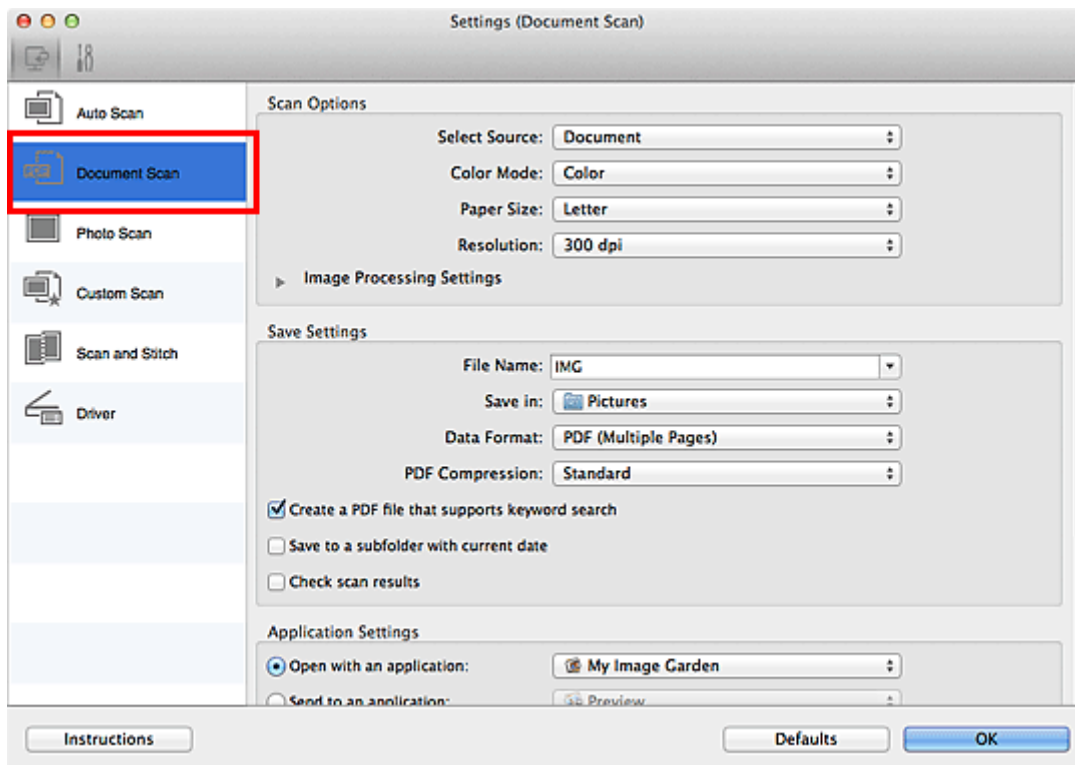 Settings (Document Scan)
Auto Scan
PDF
Document Scan
Photo Scan
Custom Scan
Scan and Stitch
Driver
Scan Options
Select Source: Document
Color Mode: Color
Paper Size: Letter
Resolution: 300 dpi
Image Processing Settings
Save Settings
File Name: IMG
Save in: Pictures
Data Format: PDF (Multiple Pages)
PDF Compression: Standard
Create a PDF file that supports keyword search
Save to a subfolder with current date
Check scan results
Application Settings
Open with an application: My Image Garden
Send to an application: Preview
Instructions
Defaults
OK